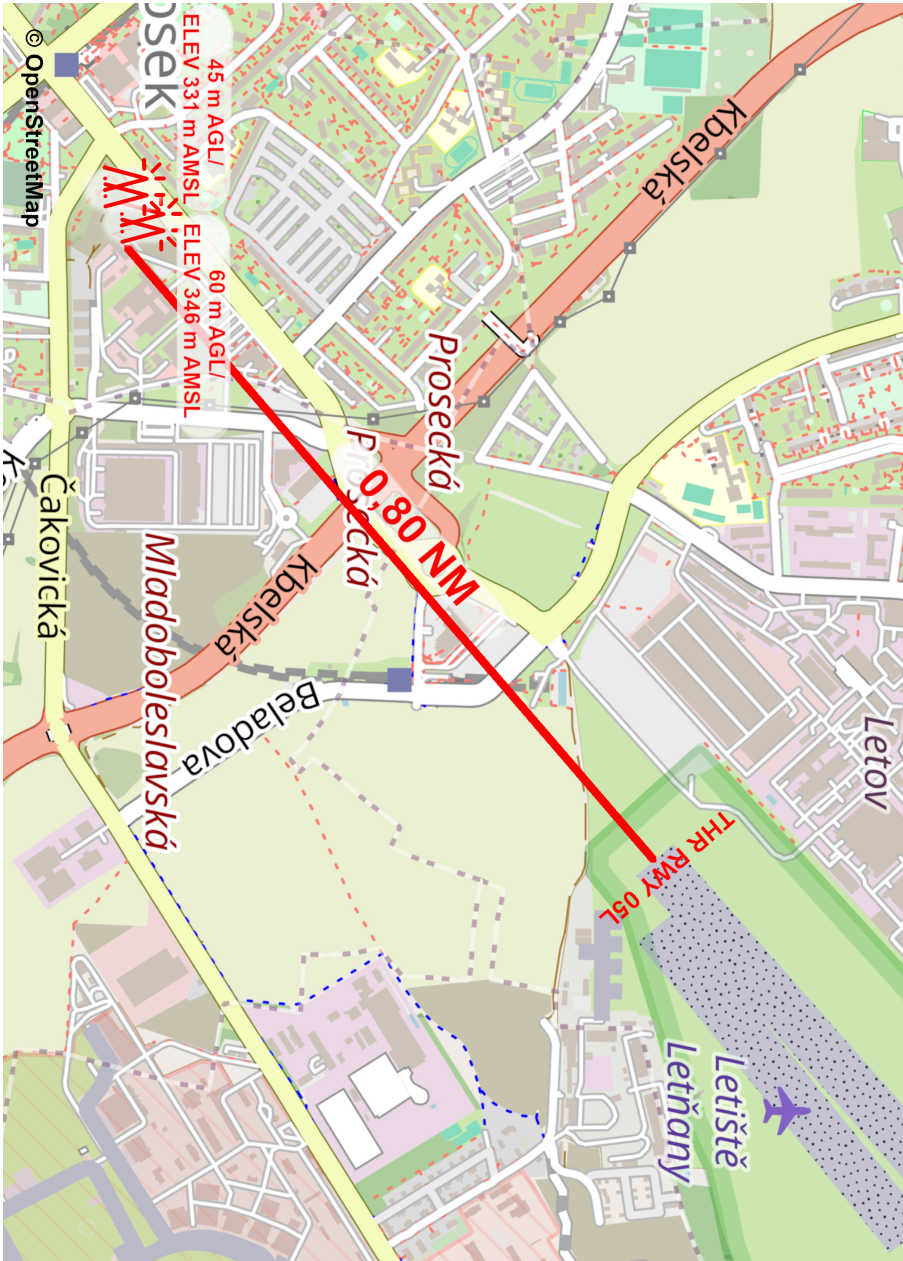 © OpenStreetMap
osek
45 m AGL/
ELEV 331 m AMSL
60 m AGL/
ELEV 346 m AMSL
Kbelská
Prosecká
Prosecká
0,80 NM
Kbelská
Čakovická
Mladoboleslavská
Beladova
Letov
THR RWY 05L
Letiště
Letňany